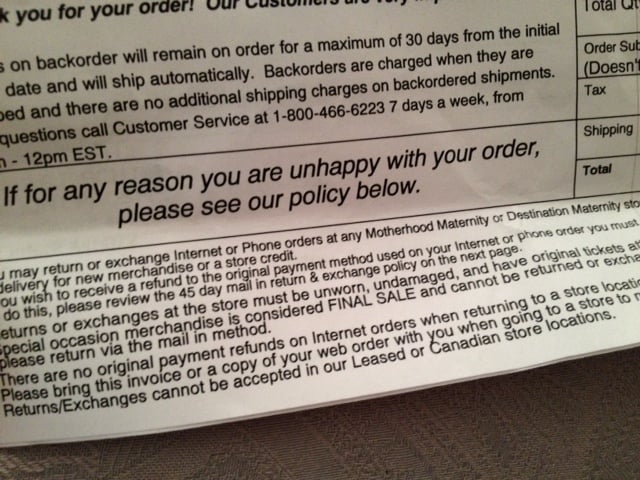 k you for your order! Our Customers are very
s on backorder will remain on order for a maximum of 30 days from the initial
date and will ship automatically. Backorders are charged when they are
ped and there are no additional shipping charges on backordered shipments.
questions call Customer Service at 1-800-466-6223 7 days a week, from
- 12pm EST.
Total Qt
Order Sub
(Doesn't
Tax
Shipping
Total
If for any reason you are unhappy with your order,
please see our policy below.
u may return or exchange Internet or Phone orders at any Motherhood Maternity or Destination Maternity sto
delivery for new merchandise or a store credit.
ou wish to receive a refund to the original payment method used on your Internet or phone order you must
do this, please review the 45 day mail in return & exchange policy on the next page.
eturns or exchanges at the store must be unworn, undamaged, and have original tickets at
pecial occasion merchandise is considered FINAL SALE and cannot be returned or excha
please return via the mail in method.
There are no original payment refunds on Internet orders when returning to a store locati
Please bring this invoice or a copy of your web order with you when going to a store to r
Returns/Exchanges cannot be accepted in our Leased or Canadian store locations.